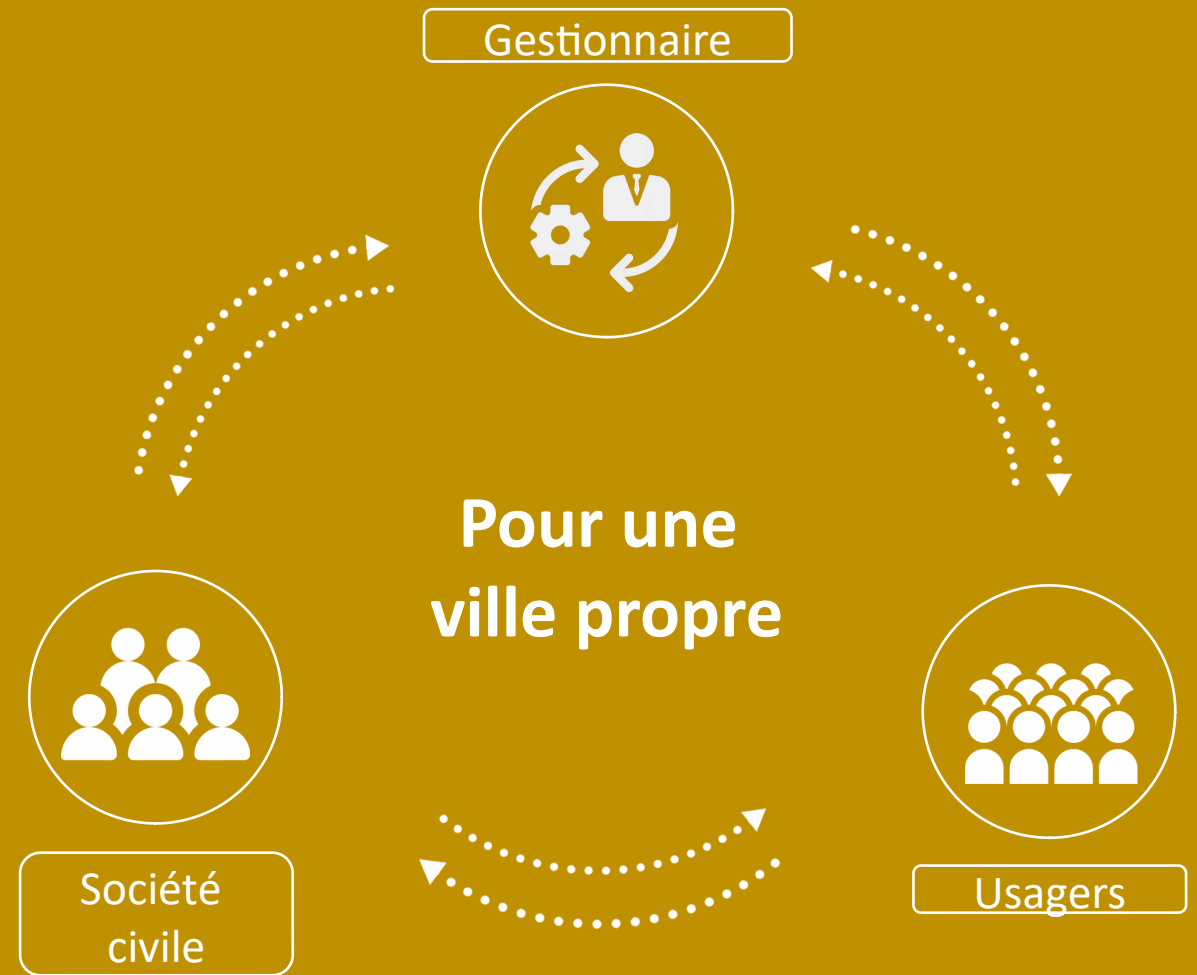 Gestionnaire
Pour une
ville propre
Société
civile
Usagers